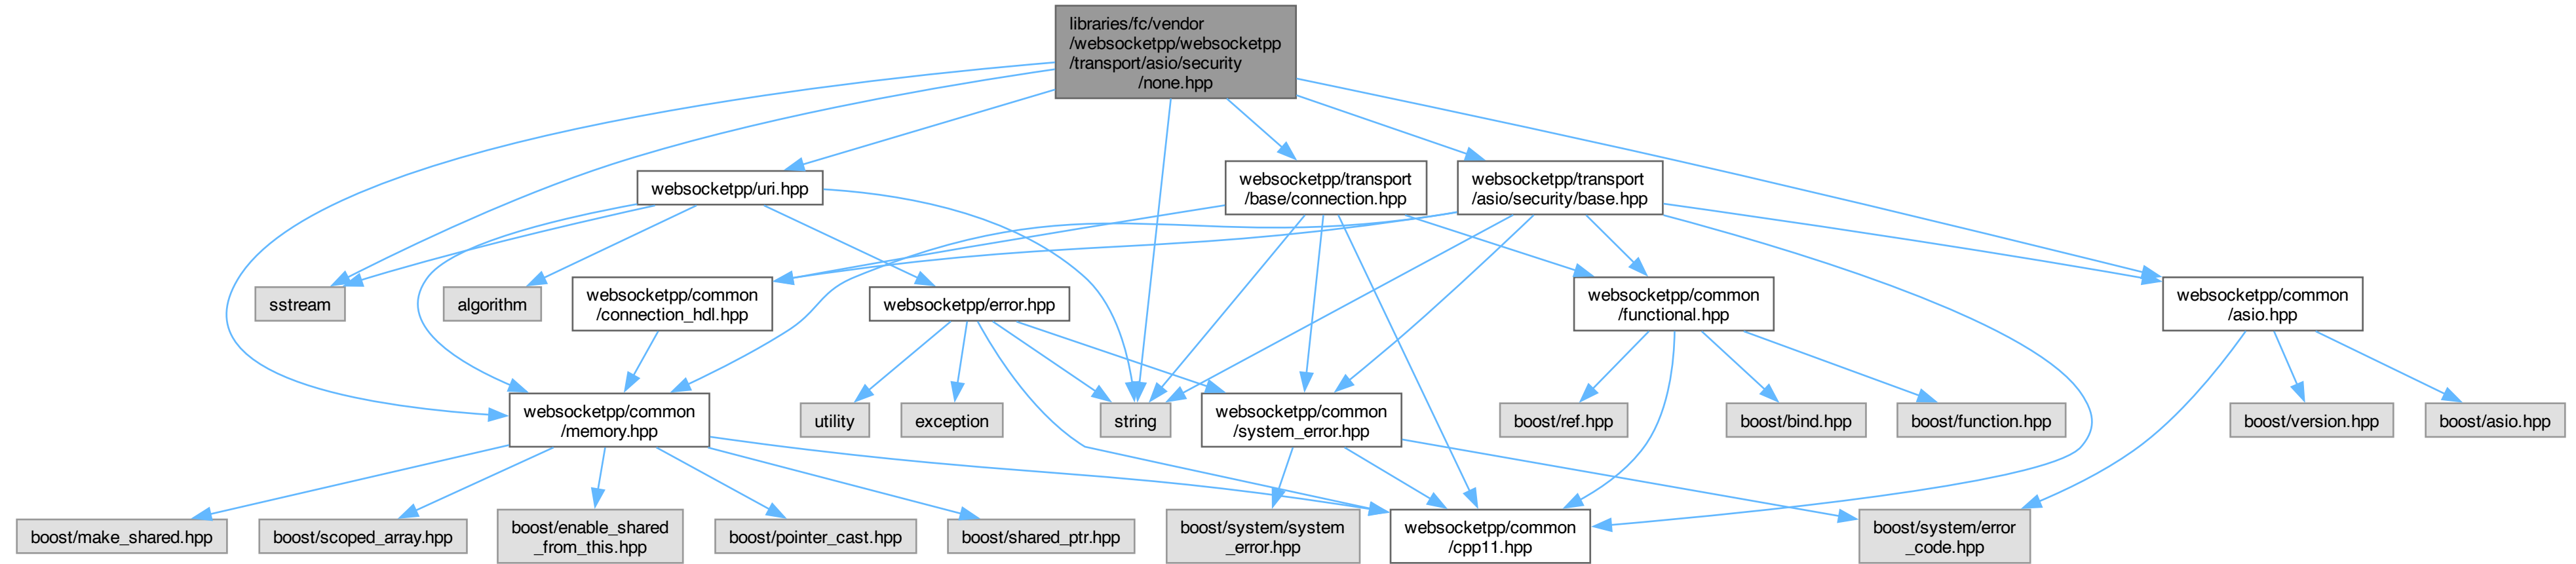 libraries/fc/vendor
/websocketpp/websocketpp
/transport/asio/security
/none.hpp
websocketpp/uri.hpp
websocketpp/transport
/base/connection.hpp
websocketpp/transport
/asio/security/base.hpp
sstream
algorithm
websocketpp/common
/connection_hdl.hpp
websocketpp/error.hpp
websocketpp/common
/functional.hpp
websocketpp/common
/asio.hpp
websocketpp/common
/memory.hpp
utility
exception
string
websocketpp/common
/system_error.hpp
boost/ref.hpp
boost/bind.hpp
boost/function.hpp
boost/version.hpp
boost/asio.hpp
boost/make_shared.hpp
boost/scoped_array.hpp
boost/enable_shared
_from_this.hpp
boost/pointer_cast.hpp
boost/shared_ptr.hpp
boost/system/system
_error.hpp
websocketpp/common
/cpp11.hpp
boost/system/error
_code.hpp